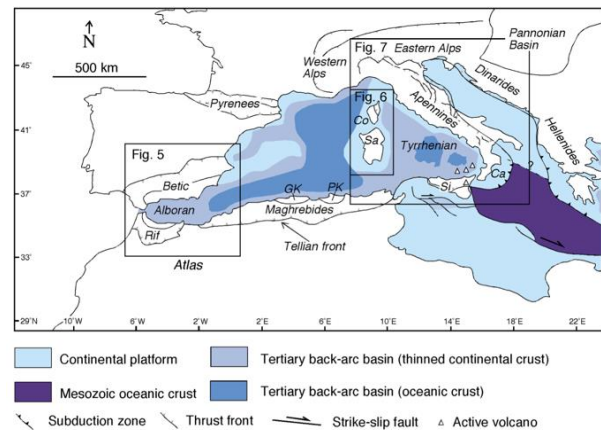 N
500 km
Pannonian
Basin
Fig. 7
Eastern Alps
Western
Alps
Dinarides
45'
Pyrenees
Fig. 6
Co
Apennines
Hellenides
41'
Sa
Tyrrhenian
Fig. 5
Betic
Ca
?
37'
Alboran
GK
PK
Si
Maghrebides
Rif
Tellian front
33'
Atlas
29°N
10°W
6°W
2°W
2°E
6°E
10°E
14°E
18°E
22°E
Continental platform
Tertiary back-arc basin (thinned continental crust)
Mesozoic oceanic crust
Tertiary back-arc basin (oceanic crust)
Subduction zone
Thrust front
Strike-slip fault
Active volcano